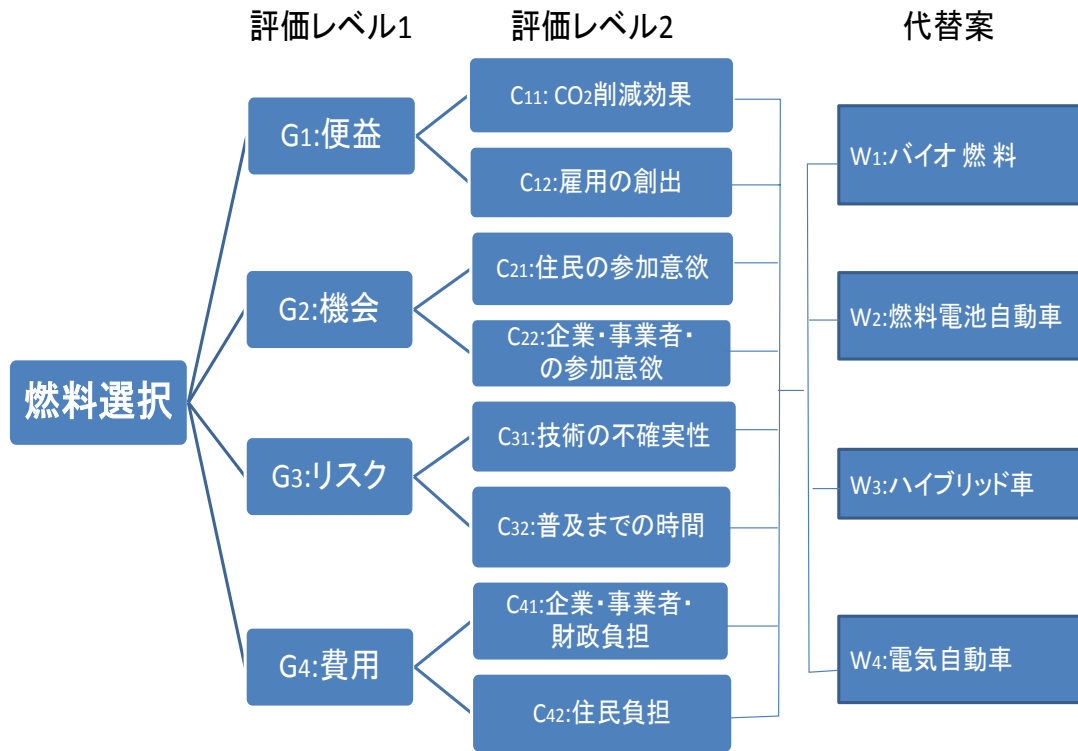 評価レベル1
評価レベル2
代替案
燃料選択
G1:便益
G2:機会
G3:リスク
G4:費用
C11: CO2削減効果
C12:雇用の創出
C21:住民の参加意欲
C22:企業・事業者・
の参加意欲
C31:技術の不確実性
C32:普及までの時間
C41:企業・事業者・
財政負担
C42:住民負担
W1:バイオ 燃 料
W2:燃料電池自動車
W3:ハイブリッド車
W4:電気自動車